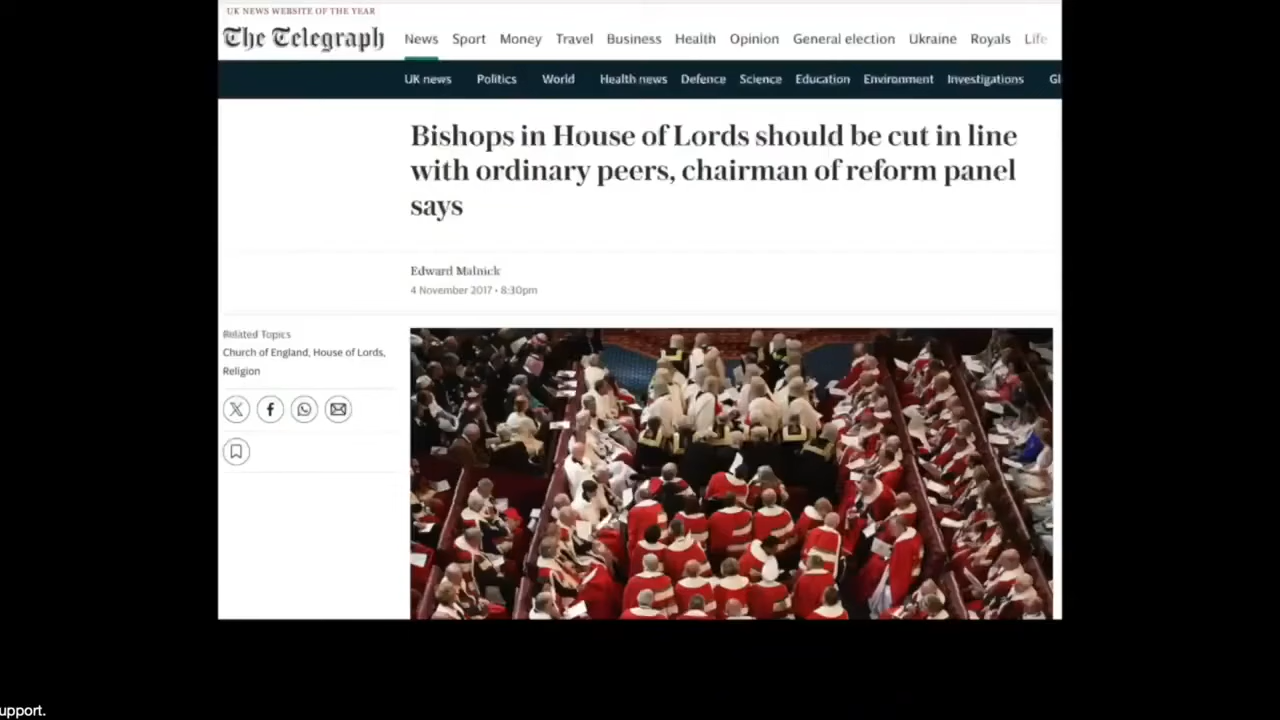 UK NEWS WEBSITE OF THE YEAR
The Telegraph
News Sport Money Travel Business Health Opinion General election Ukraine Royals Life
UK news Politics World Health news Defence Science Education Environment Investigations Gl
Bishops in House of Lords should be cut in line
with ordinary peers, chairman of reform panel
says
Edward Malnick
4 November 2017 • 8:30pm
Related Topics
Church of England, House of Lords,
Religion
upport.